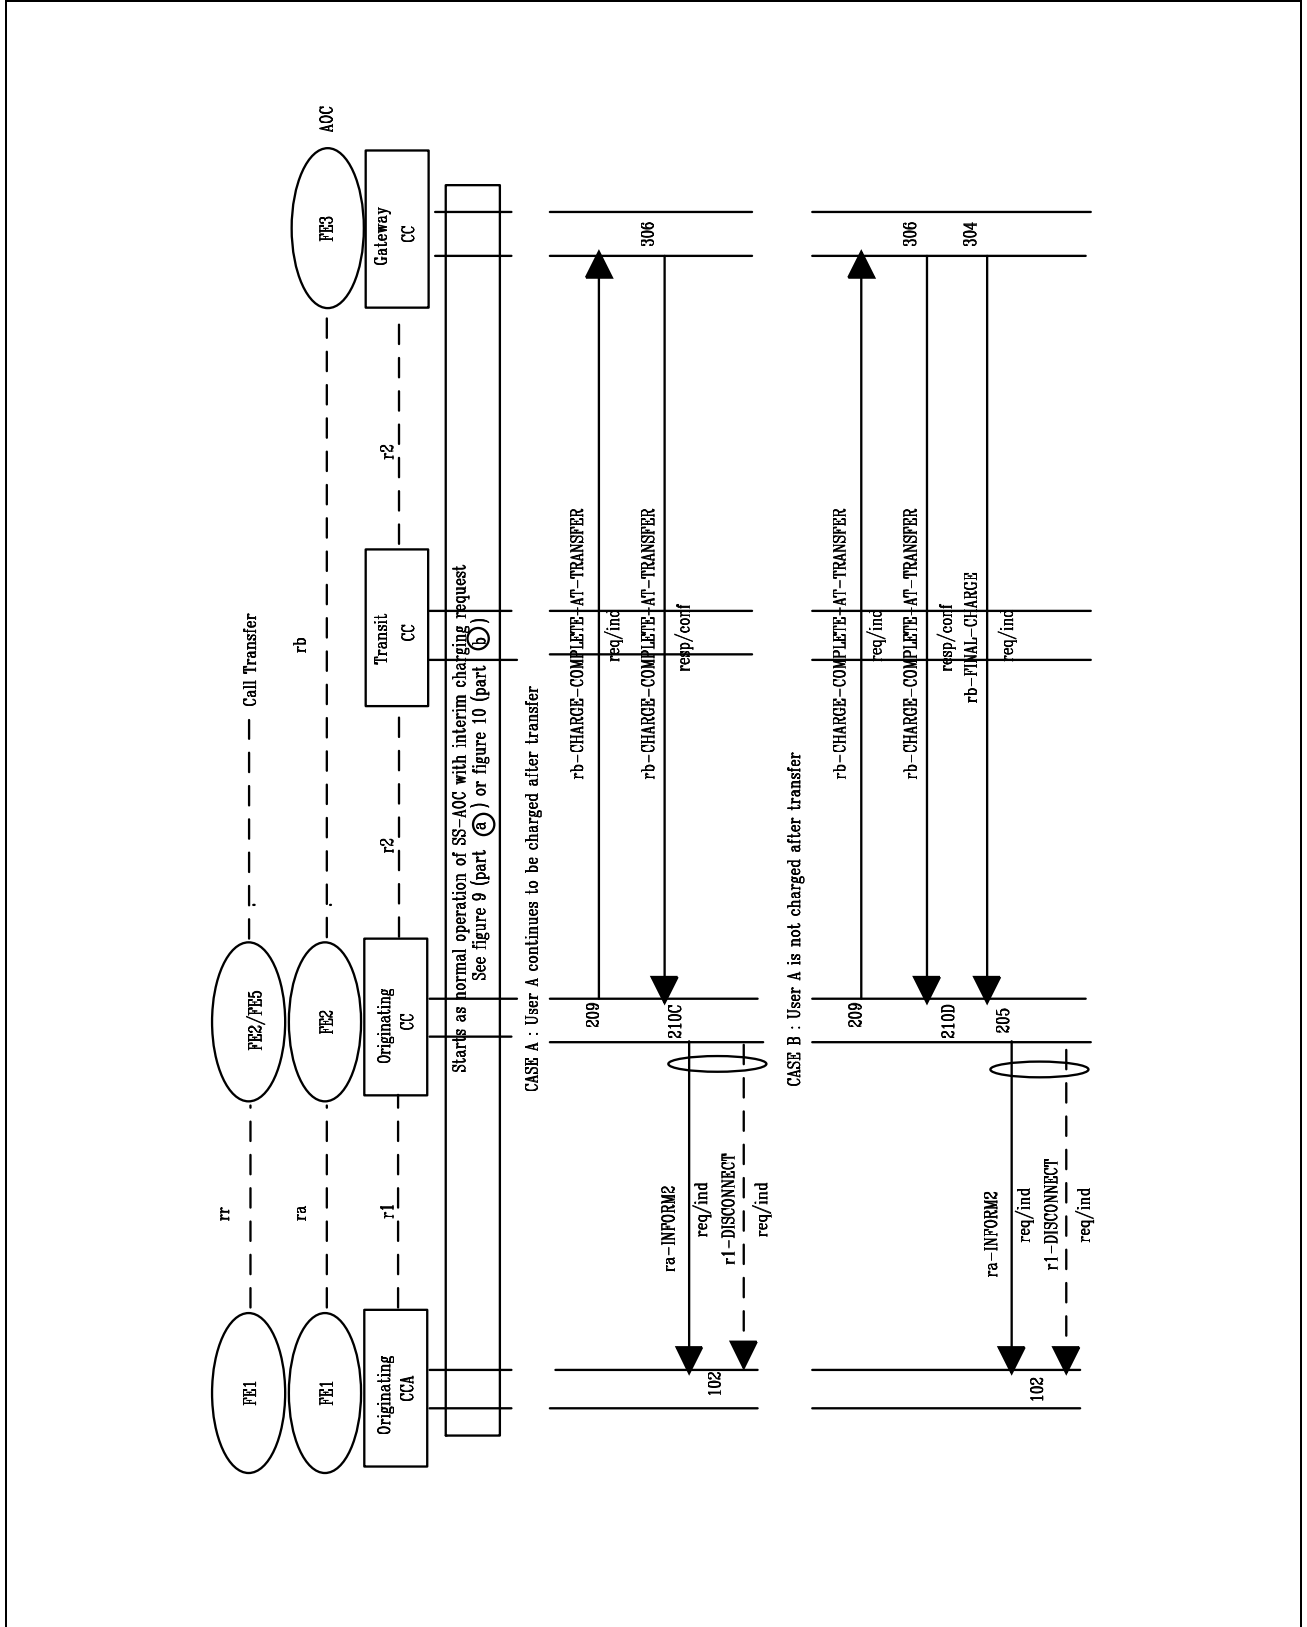 Call Transfer
AOC
rr
FE1
FE2/FE5
ra
rb
FE1
FE2
FE3
r1
r2
r2
Originating
CCA
Originating
CC
Transit
CC
Gateway
CC
Starts as normal operation of SS-AOC with interim charging request
See figure 9 (part a ) or figure 10 (part b )
CASE A : User A continues to be charged after transfer
rb-CHARGE-COMPLETE-AT-TRANSFER
209
req/ind
rb-CHARGE-COMPLETE-AT-TRANSFER
306
resp/conf
210C
ra-INFORM2
req/ind
102
r1-DISCONNECT
req/ind
CASE B : User A is not charged after transfer
rb-CHARGE-COMPLETE-AT-TRANSFER
209
req/ind
rb-CHARGE-COMPLETE-AT-TRANSFER
306
resp/conf
210D
rb-FINAL-CHARGE
304
req/ind
205
ra-INFORM2
req/ind
102
r1-DISCONNECT
req/ind